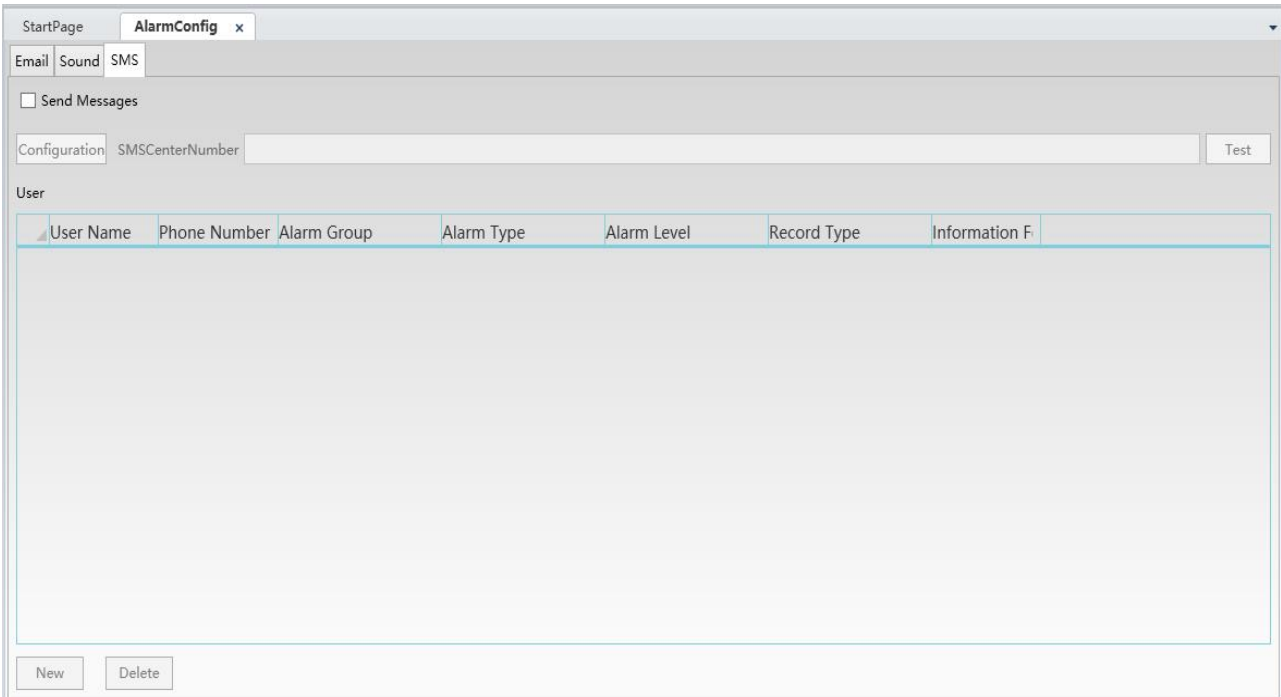 StartPage AlarmConfig x
Email Sound SMS
Send Messages
Configuration SMSCenterNumber Test
User
User Name Phone Number Alarm Group Alarm Type Alarm Level Record Type Information F
New Delete